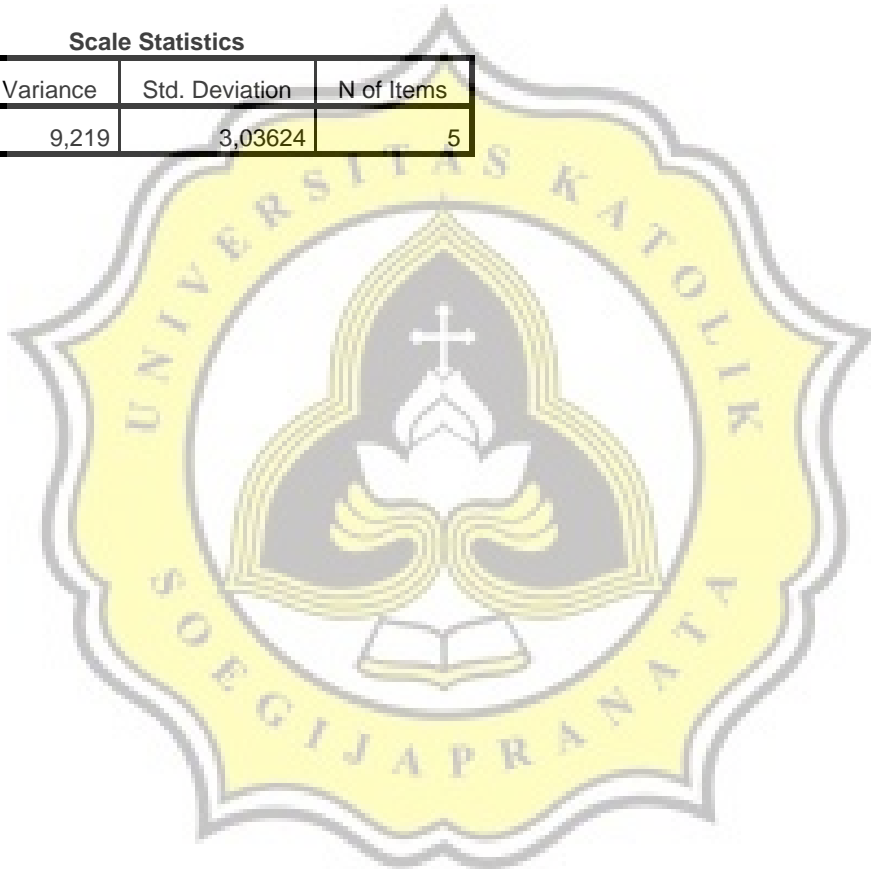 Scale Statistics
Variance Std. Deviation N of Items
9,219 3,03624 5
UNIVERSITAS KATOLIK
SOEGIJAPRANATA